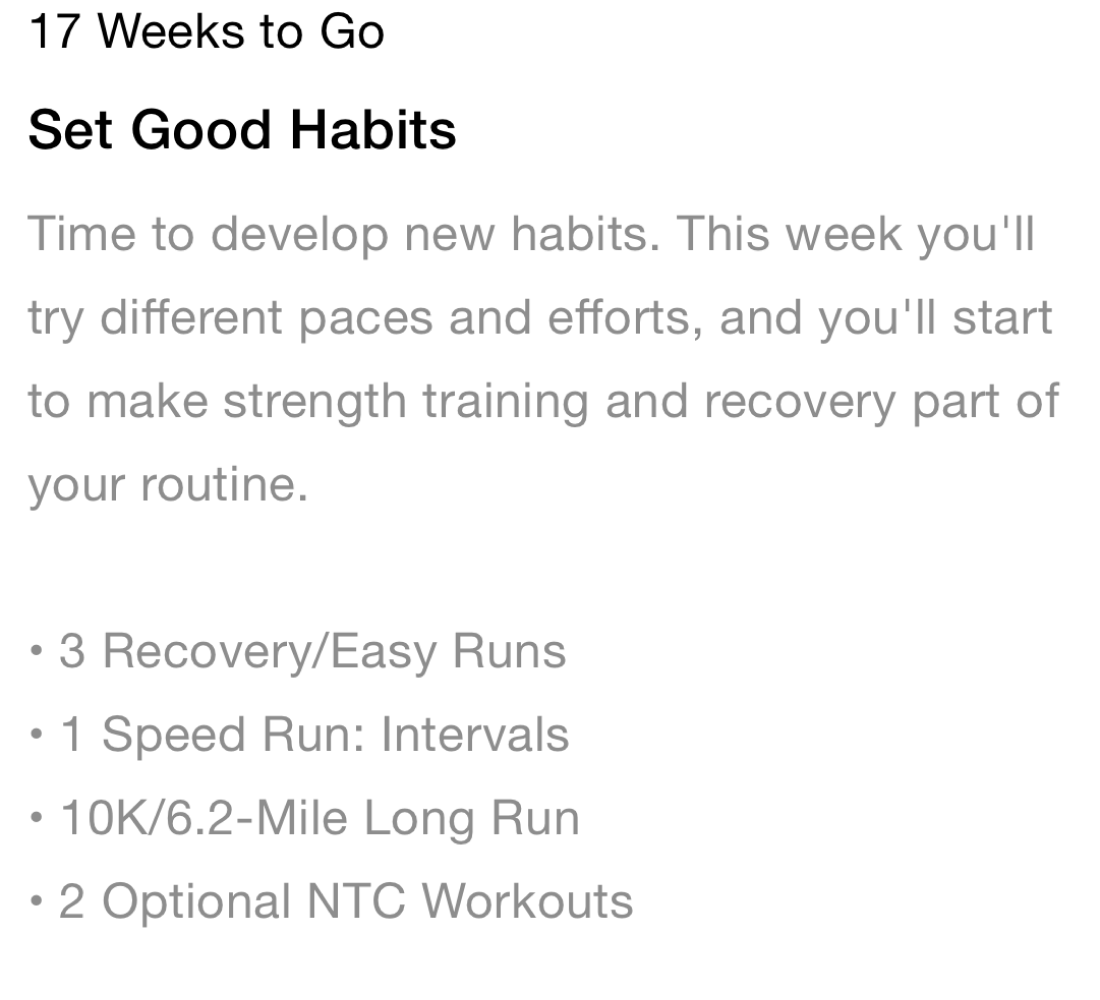 17 Weeks to Go
Set Good Habits
Time to develop new habits. This week you'll
try different paces and efforts, and you'll start
to make strength training and recovery part of
your routine.
• 3 Recovery/Easy Runs
• 1 Speed Run: Intervals
• 10K/6.2-Mile Long Run
• 2 Optional NTC Workouts